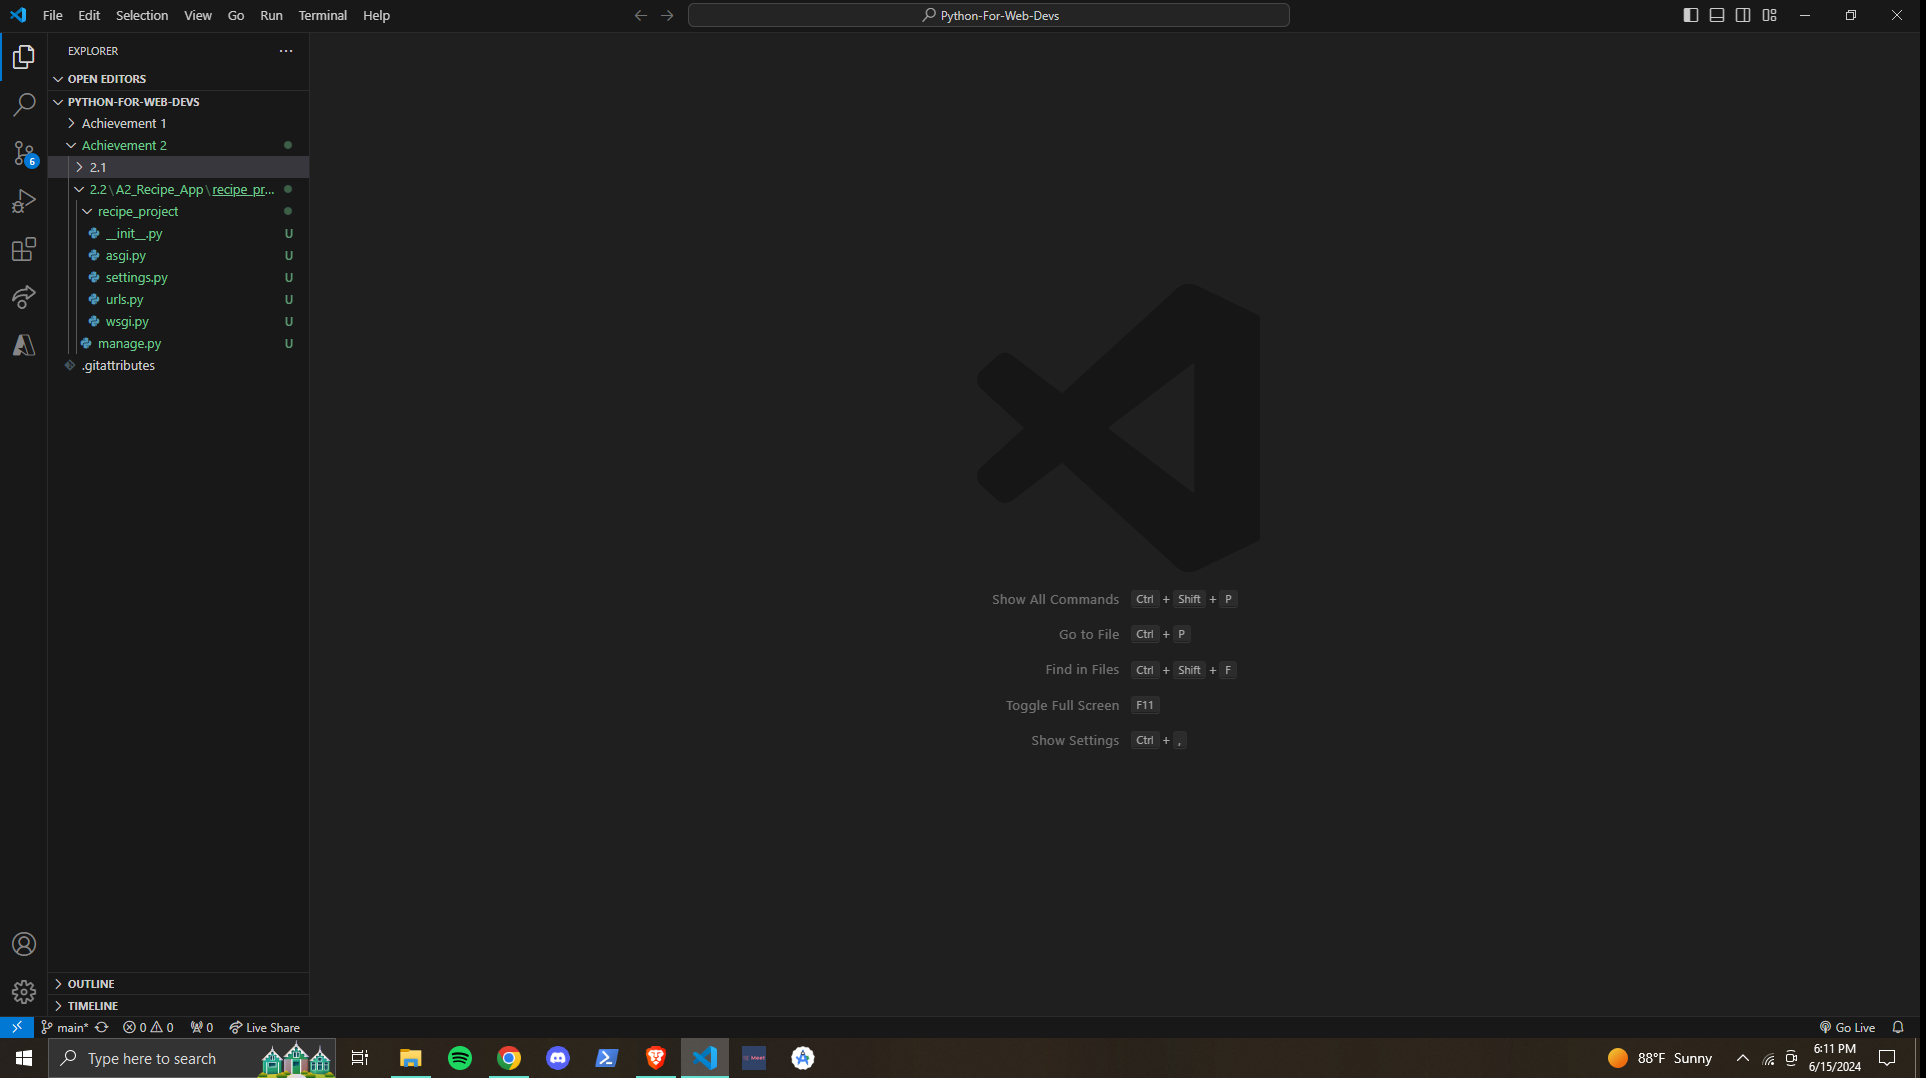 File Edit Selection View Go Run Terminal Help
Python-For-Web-Devs
EXPLORER
OPEN EDITORS
PYTHON-FOR-WEB-DEVS
Achievement 1
Achievement 2
2.1
2.2\A2_Recipe_App\recipe_pr...
recipe_project
__init__.py U
asgi.py U
settings.py U
urls.py U
wsgi.py U
manage.py U
.gitattributes
6
Show All Commands Ctrl + Shift + P
Go to File Ctrl + P
Find in Files Ctrl + Shift + F
Toggle Full Screen F11
Show Settings Ctrl + ,
OUTLINE
TIMELINE
main* 0 0 0 Live Share
Go Live
Type here to search
Meet
88°F Sunny
6:11 PM
6/15/2024